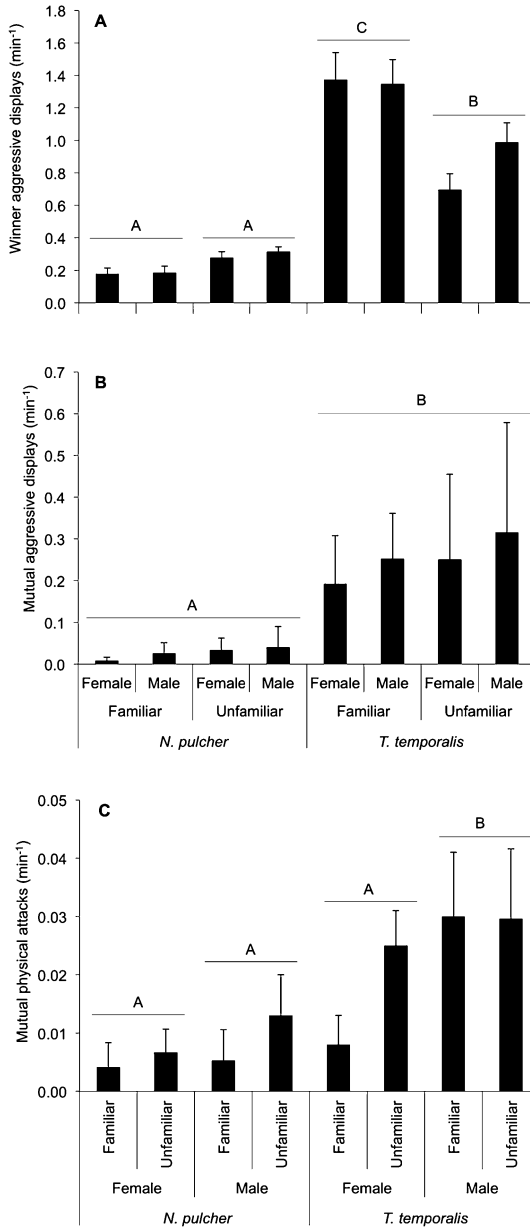 A
Winner aggressive displays (min⁻¹)
1.8
1.6
1.4
1.2
1.0
0.8
0.6
0.4
0.2
0.0
A
A
C
B
B
Mutual aggressive displays (min⁻¹)
0.7
0.6
0.5
0.4
0.3
0.2
0.1
0.0
A
B
Female Male Female Male Female Male Female Male
Familiar Unfamiliar Familiar Unfamiliar
N. pulcher T. temporalis
C
Mutual physical attacks (min⁻¹)
0.05
0.04
0.03
0.02
0.01
0.00
A
A
A
B
Familiar Unfamiliar Familiar Unfamiliar Familiar Unfamiliar Familiar Unfamiliar
Female Male Female Male
N. pulcher T. temporalis